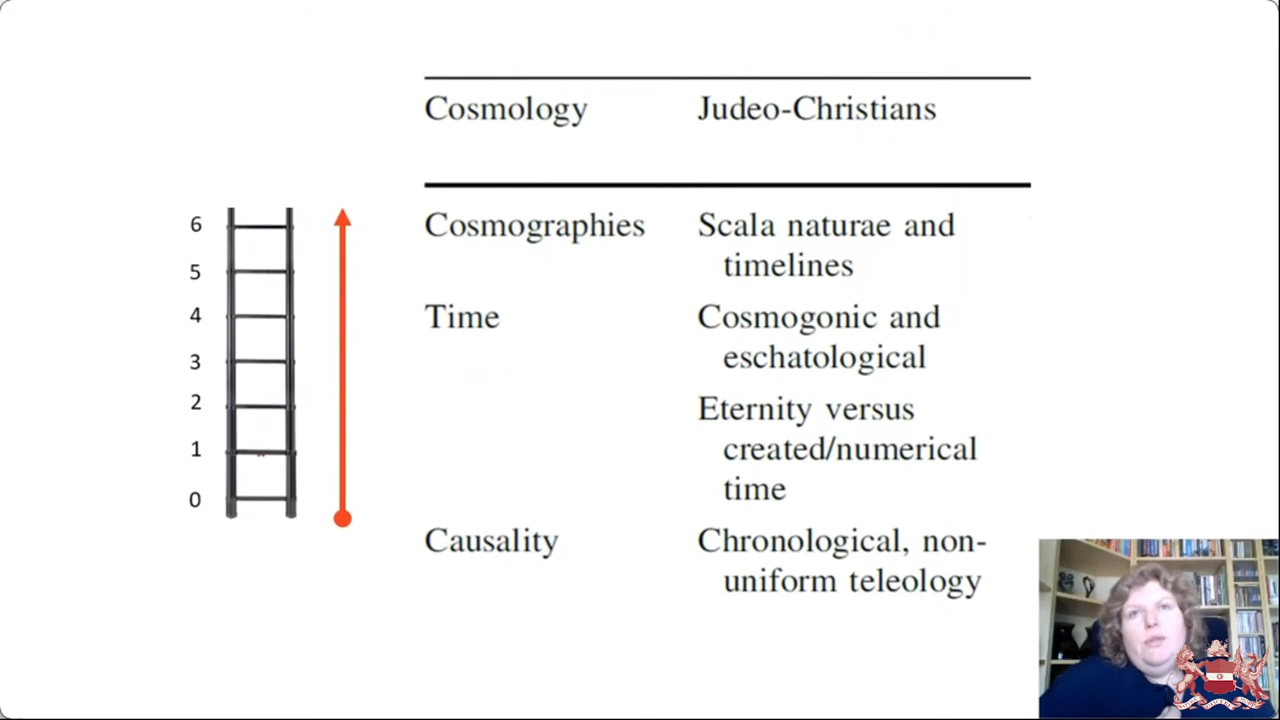 Cosmology Judeo-Christians
6
5
4
3
2
1
0
Cosmographies Scala naturae and
timelines
Time Cosmogonic and
eschatological
Eternity versus
created/numerical
time
Causality Chronological, non-
uniform teleology